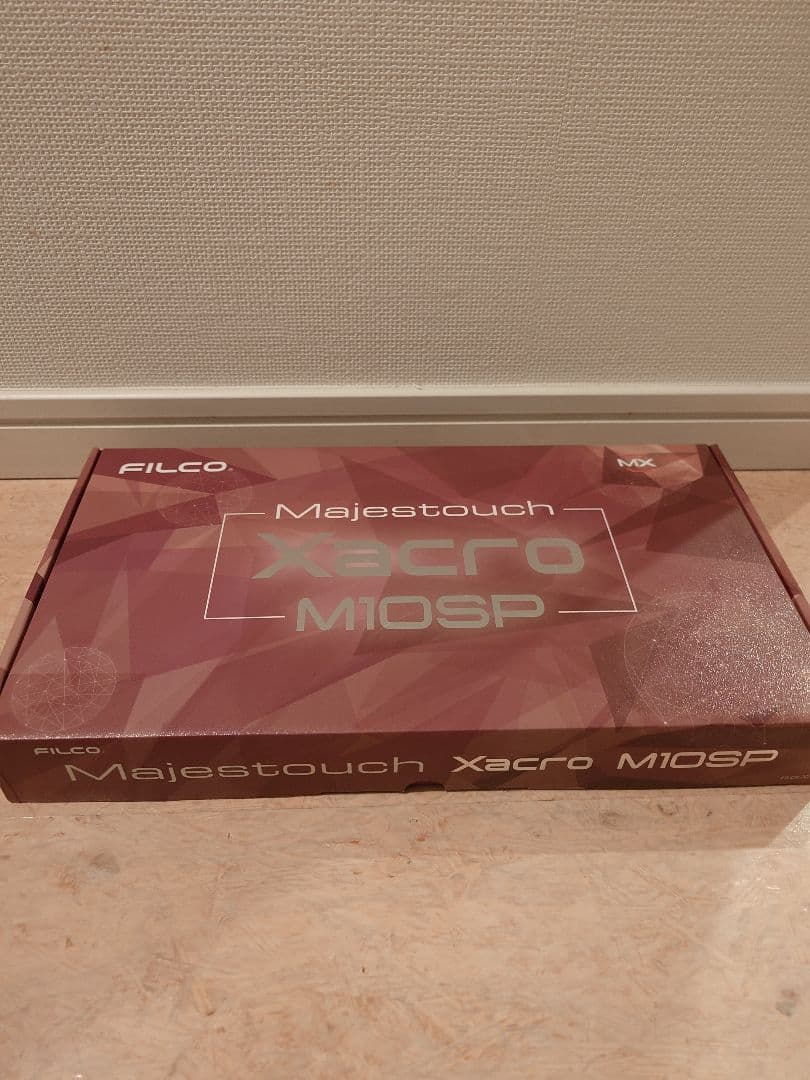 FILCO
MX
Majestouch
Xacro
M10SP
FILCO
Majestouch Xacro M10SP